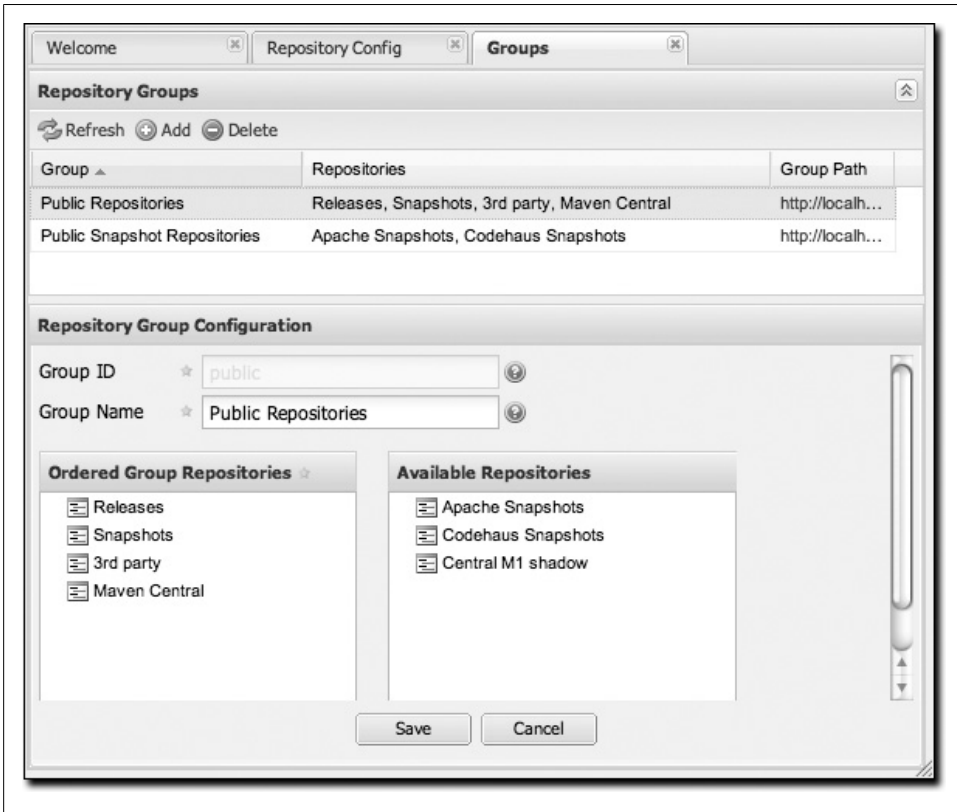 Welcome Repository Config Groups
Repository Groups
Refresh Add Delete
Group Repositories Group Path
Public Repositories Releases, Snapshots, 3rd party, Maven Central http://localh...
Public Snapshot Repositories Apache Snapshots, Codehaus Snapshots http://localh...
Repository Group Configuration
Group ID public
Group Name Public Repositories
Ordered Group Repositories Available Repositories
Releases Apache Snapshots
Snapshots Codehaus Snapshots
3rd party Central M1 shadow
Maven Central
Save Cancel